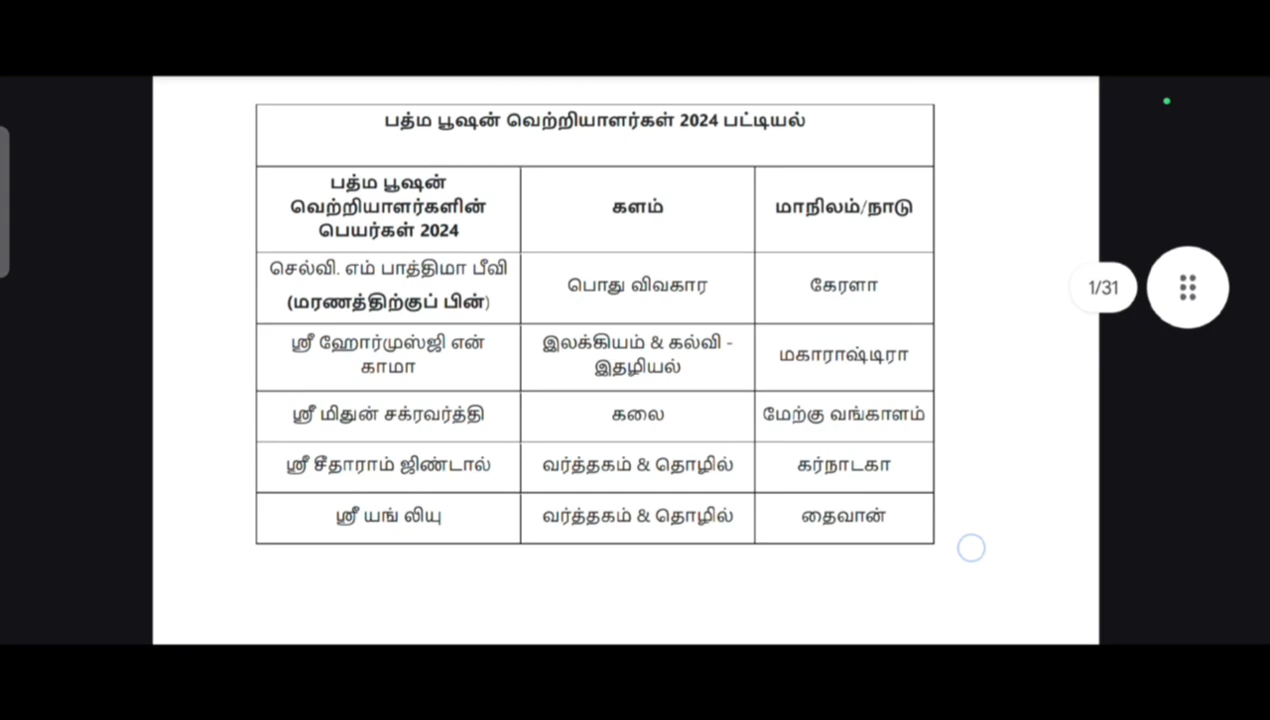 பத்ம பூஷன் வெற்றியாளர்கள் 2024 பட்டியல்
பத்ம பூஷன்
வெற்றியாளர்களின்
பெயர்கள் 2024
களம்
மாநிலம்/நாடு
செல்வி. எம் பாத்திமா பீவி
(மரணத்திற்குப் பின்)
பொது விவகார
கேரளா
ஸ்ரீ ஹோர்முஸ்ஜி என்
காமா
இலக்கியம் & கல்வி -
இதழியல்
மகாராஷ்டிரா
ஸ்ரீ மிதுன் சக்ரவர்த்தி
கலை
மேற்கு வங்காளம்
ஸ்ரீ சீதாராம் ஜிண்டால்
வர்த்தகம் & தொழில்
கர்நாடகா
ஸ்ரீ யங் லியு
வர்த்தகம் & தொழில்
தைவான்
1/31